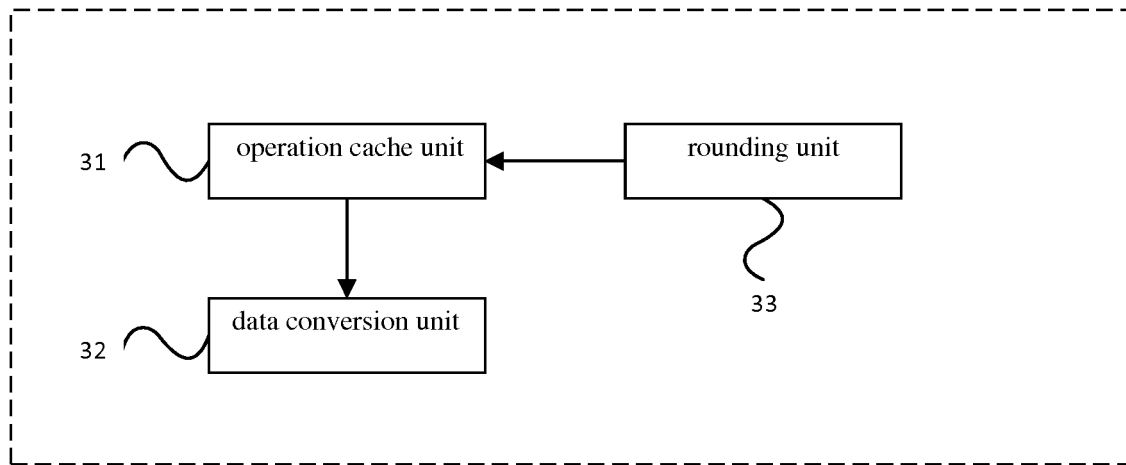 31
operation cache unit
rounding unit
33
32
data conversion unit